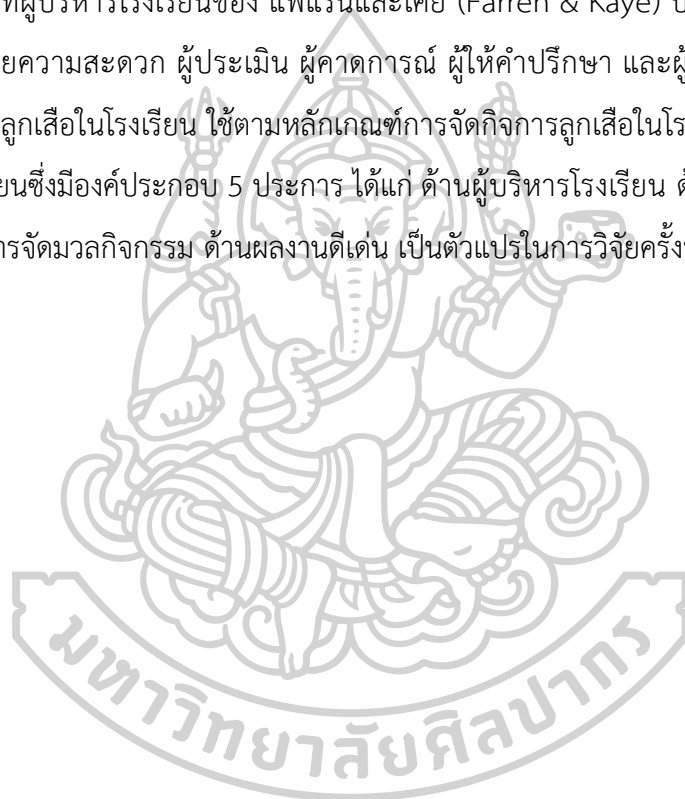 ที่ผู้บริหารโรงเรียนของ แฟแรนและเคย์ (Farren & Kaye)
ยความสะดวก ผู้ประเมิน ผู้คาดการณ์ ผู้ให้คำปรึกษา และผู้
ลูกเสือในโรงเรียน ใช้ตามหลักเกณฑ์การจัดกิจการลูกเสือในโร
ยนซึ่งมีองค์ประกอบ 5 ประการ ได้แก่ ด้านผู้บริหารโรงเรียน
ารจัดมวลกิจกรรม ด้านผลงานดีเด่น เป็นตัวแปรในการวิจัยครั้ง
มหาวิทยาลัยศิลปากร